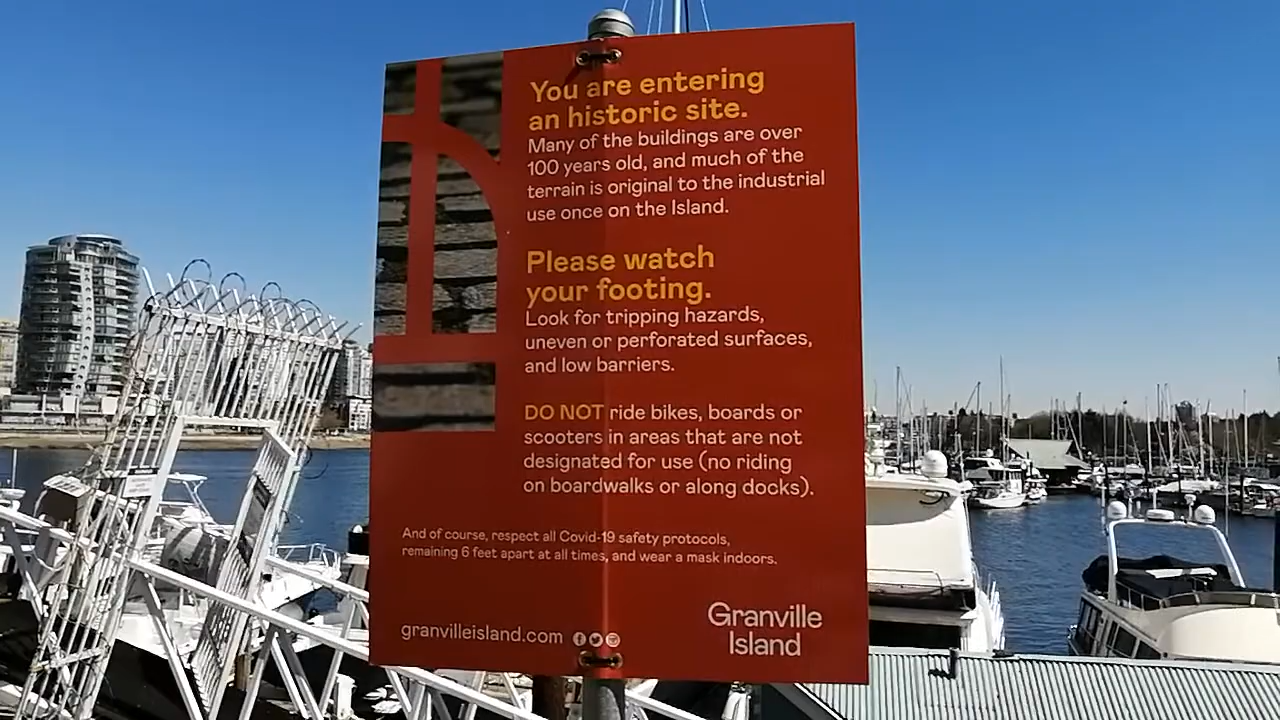 You are entering
an historic site.
Many of the buildings are over
100 years old, and much of the
terrain is original to the industrial
use once on the Island.
Please watch
your footing.
Look for tripping hazards,
uneven or perforated surfaces,
and low barriers.
DO NOT ride bikes, boards or
scooters in areas that are not
designated for use (no riding
on boardwalks or along docks).
And of course, respect all Covid-19 safety protocols,
remaining 6 feet apart at all times, and wear a mask indoors.
granvilleisland.com
Granville
Island